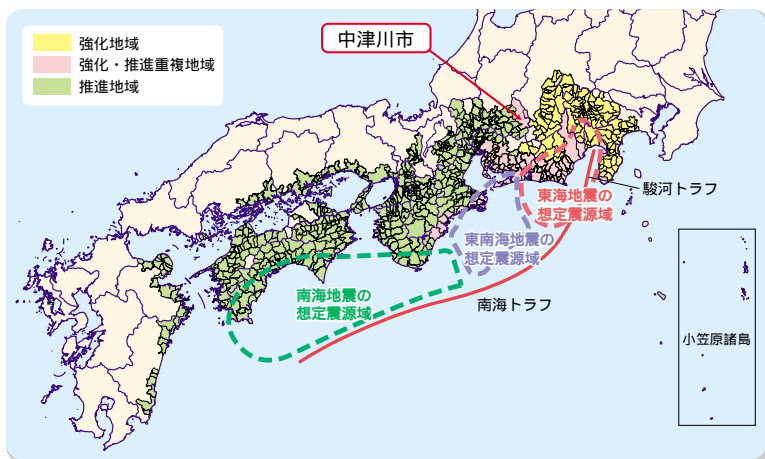 強化地域
強化・推進重複地域
推進地域
中津川市
駿河トラフ
東海地震の
想定震源域
東南海地震の
想定震源域
南海地震の
想定震源域
南海トラフ
小笠原諸島